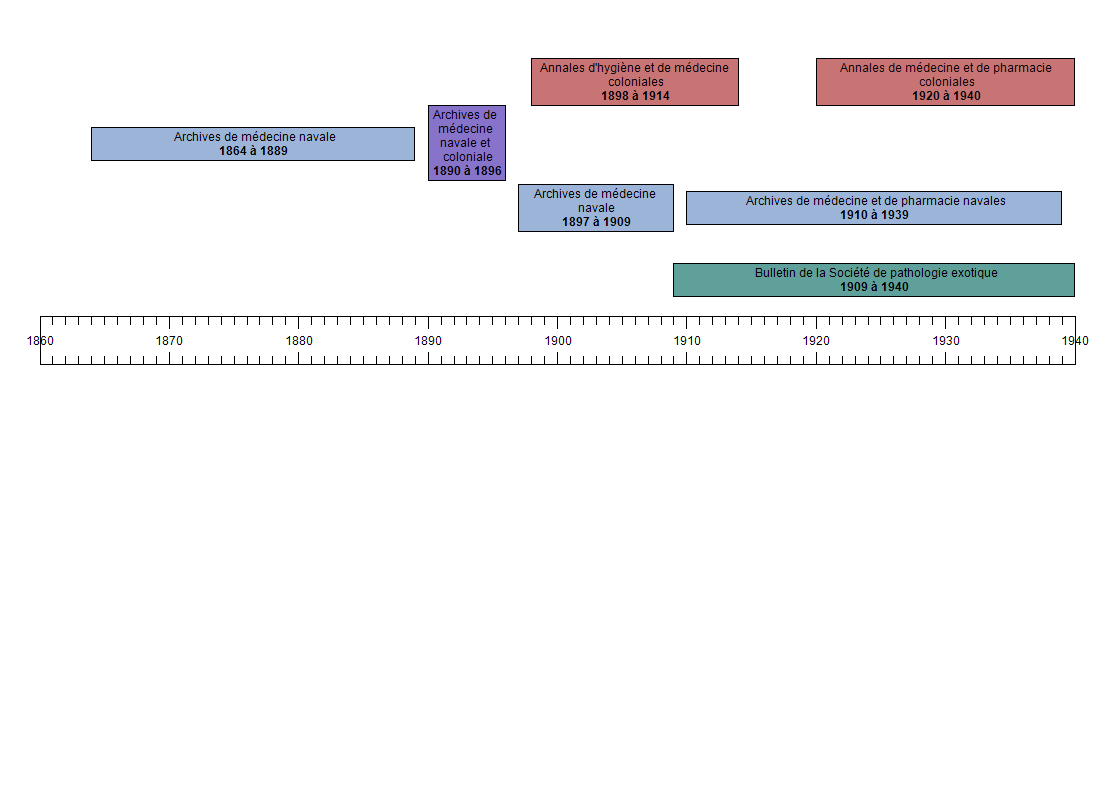 Annales d'hygiène et de médecine
coloniales
1898 à 1914
Annales de médecine et de pharmacie
coloniales
1920 à 1940
Archives de
médecine
navale et
coloniale
1890 à 1896
Archives de médecine navale
1864 à 1889
Archives de médecine
navale
1897 à 1909
Archives de médecine et de pharmacie navales
1910 à 1939
Bulletin de la Société de pathologie exotique
1909 à 1940
1860 1870 1880 1890 1900 1910 1920 1930 1940